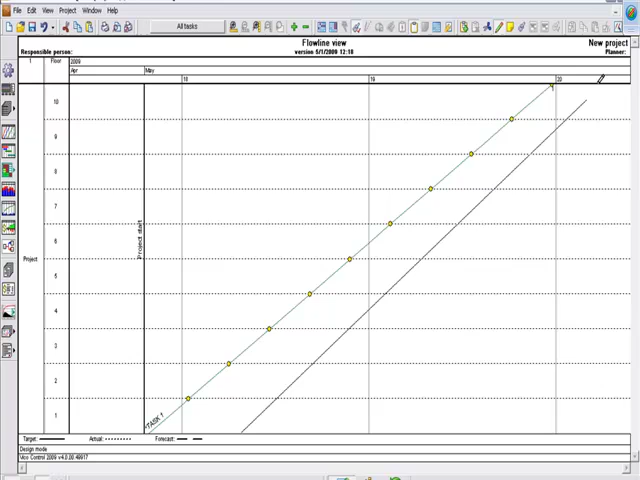 File Edit View Project Window Help
All tasks
Flowline view
New project
Responsible person:
version 5/1/2009 12:18
Planner:
1 Floor 2009
Apr May
18 19 20
10
9
8
7
Project start
6
Project
5
4
3
2
TASK 1
1
Target: Actual: Forecast:
Design mode
Vico Control 2009 v4.0.00.49917